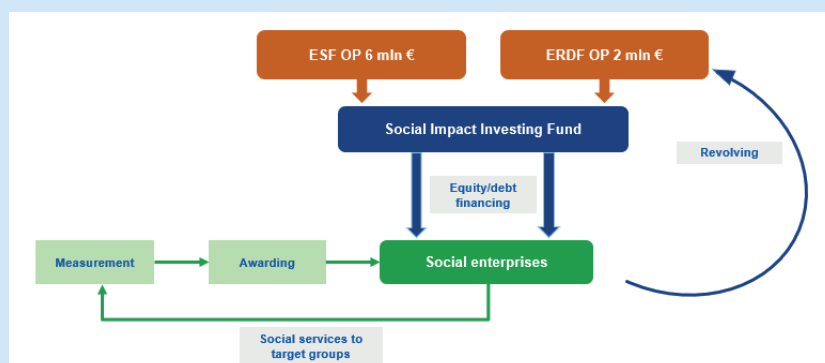 ESF OP 6 mln €
ERDF OP 2 mln €
Social Impact Investing Fund
Revolving
Equity/debt
financing
Measurement
Awarding
Social enterprises
Social services to
target groups